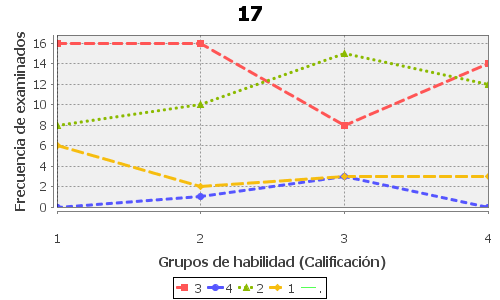 17
Frecuencia de examinados
16
14
12
10
8
6
4
2
0
1 2 3 4
Grupos de habilidad (Calificación)
3 4 2 1 .